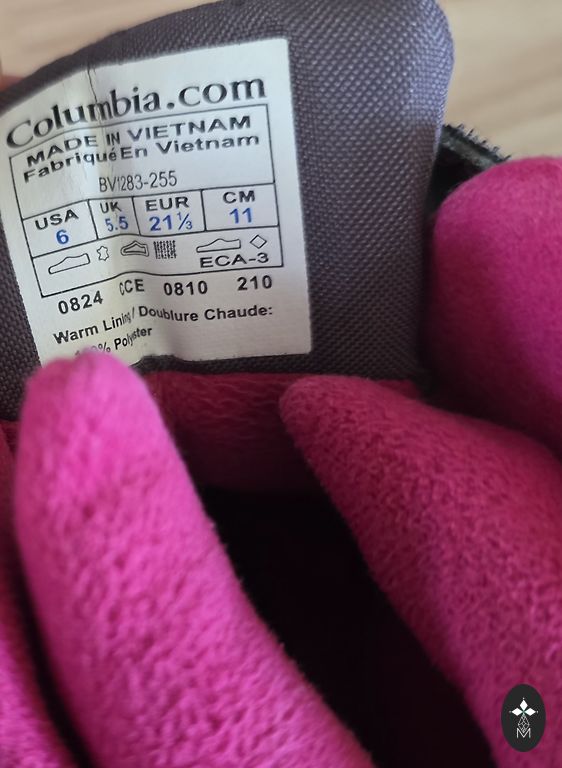 Columbia.com
MADE IN VIETNAM
Fabriqué En Vietnam
BV1283-255
USA UK EUR CM
6 5.5 21⅓ 11
ECA-3
0824 CCE 0810 210
Warm Lining/Doublure Chaude:
% Polyester
M